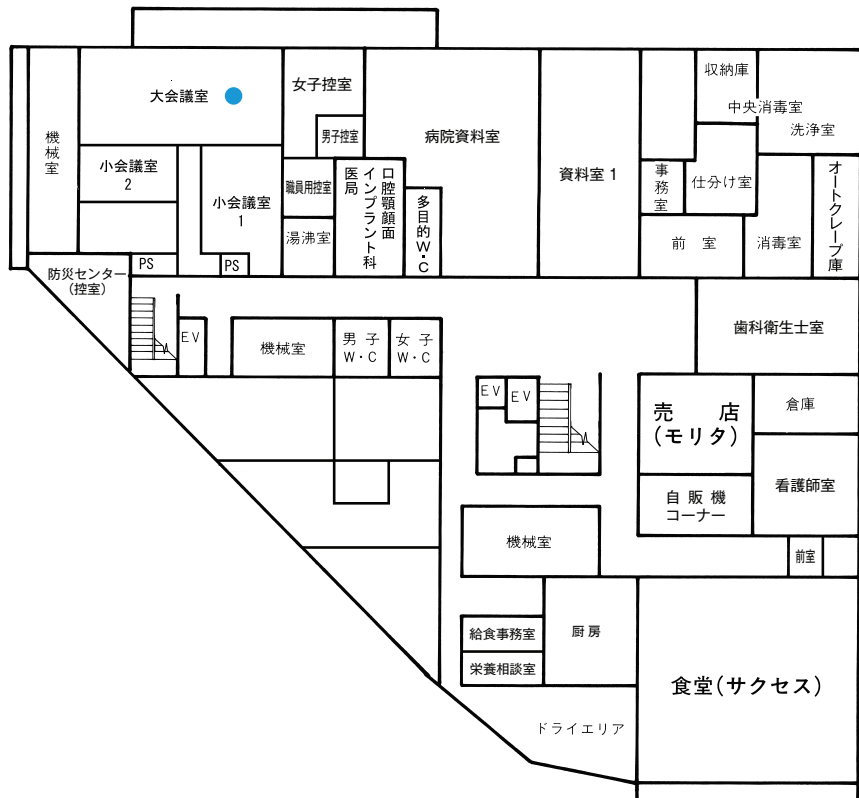 大会議室
機械室
女子控室
男子控室
小会議室
2
小会議室
1
職員用控室
湯沸室
口腔顎顔面
インプラント科
医局
多目的W・C
病院資料室
資料室1
収納庫
中央消毒室
洗浄室
事務室
仕分け室
前室
消毒室
オートクレーブ庫
PS
PS
防災センター
(控室)
EV
機械室
男子
W・C
女子
W・C
歯科衛生士室
EV
EV
売店
(モリタ)
倉庫
自販機
コーナー
看護師室
機械室
前室
給食事務室
栄養相談室
厨房
食堂(サクセス)
ドライエリア